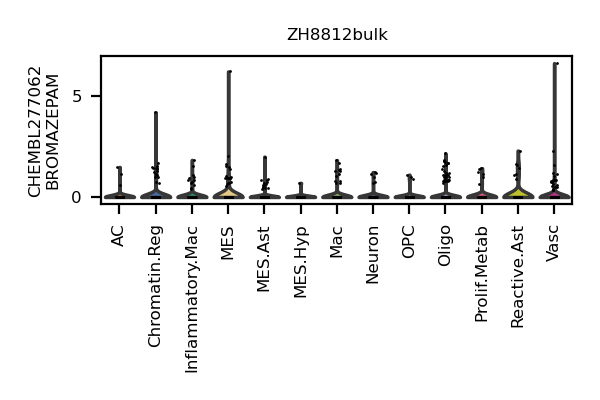 ZH8812bulk
CHEMBL277062
BROMAZEPAM
5
0
AC
Chromatin.Reg
Inflammatory.Mac
MES
MES.Ast
MES.Hyp
Mac
Neuron
OPC
Oligo
Prolif.Metab
Reactive.Ast
Vasc